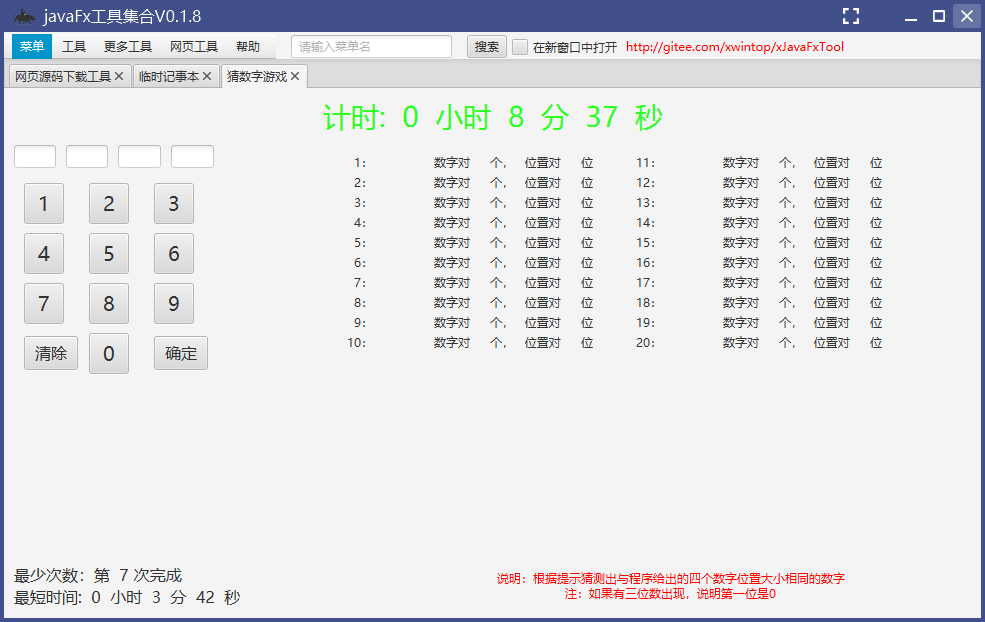 javaFx工具集合V0.1.8
菜单 工具 更多工具 网页工具 帮助 请输入菜单名 搜索 在新窗口中打开 http://gitee.com/xwintop/xJavaFxTool
网页源码下载工具 临时记事本 猜数字游戏
计时: 0 小时 8 分 37 秒
1 2 3
4 5 6
7 8 9
清除 0 确定
1: 数字对 个, 位置对 位 11: 数字对 个, 位置对 位
2: 数字对 个, 位置对 位 12: 数字对 个, 位置对 位
3: 数字对 个, 位置对 位 13: 数字对 个, 位置对 位
4: 数字对 个, 位置对 位 14: 数字对 个, 位置对 位
5: 数字对 个, 位置对 位 15: 数字对 个, 位置对 位
6: 数字对 个, 位置对 位 16: 数字对 个, 位置对 位
7: 数字对 个, 位置对 位 17: 数字对 个, 位置对 位
8: 数字对 个, 位置对 位 18: 数字对 个, 位置对 位
9: 数字对 个, 位置对 位 19: 数字对 个, 位置对 位
10: 数字对 个, 位置对 位 20: 数字对 个, 位置对 位
最少次数: 第 7 次完成
最短时间: 0 小时 3 分 42 秒
说明：根据提示猜测出与程序给出的四个数字位置大小相同的数字
注：如果有三位数出现，说明第一位是0